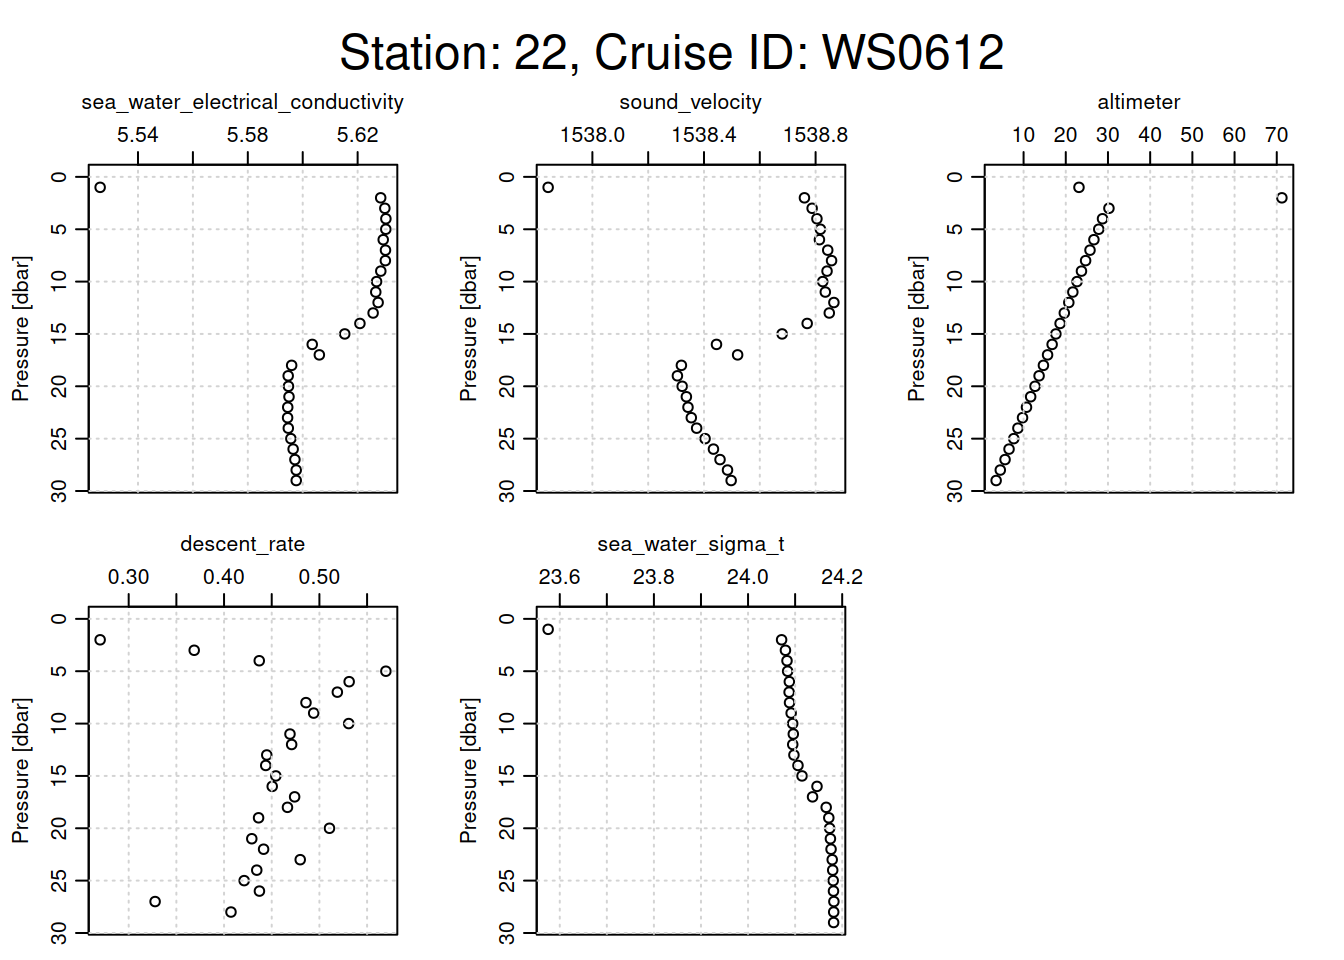 Station: 22, Cruise ID: WS0612
sea_water_electrical_conductivity
5.54 5.58 5.62
Pressure [dbar]
0 5 10 15 20 25 30
sound_velocity
1538.0 1538.4 1538.8
Pressure [dbar]
0 5 10 15 20 25 30
altimeter
10 20 30 40 50 60 70
Pressure [dbar]
0 5 10 15 20 25 30
descent_rate
0.30 0.40 0.50
Pressure [dbar]
0 5 10 15 20 25 30
sea_water_sigma_t
23.6 23.8 24.0 24.2
Pressure [dbar]
0 5 10 15 20 25 30